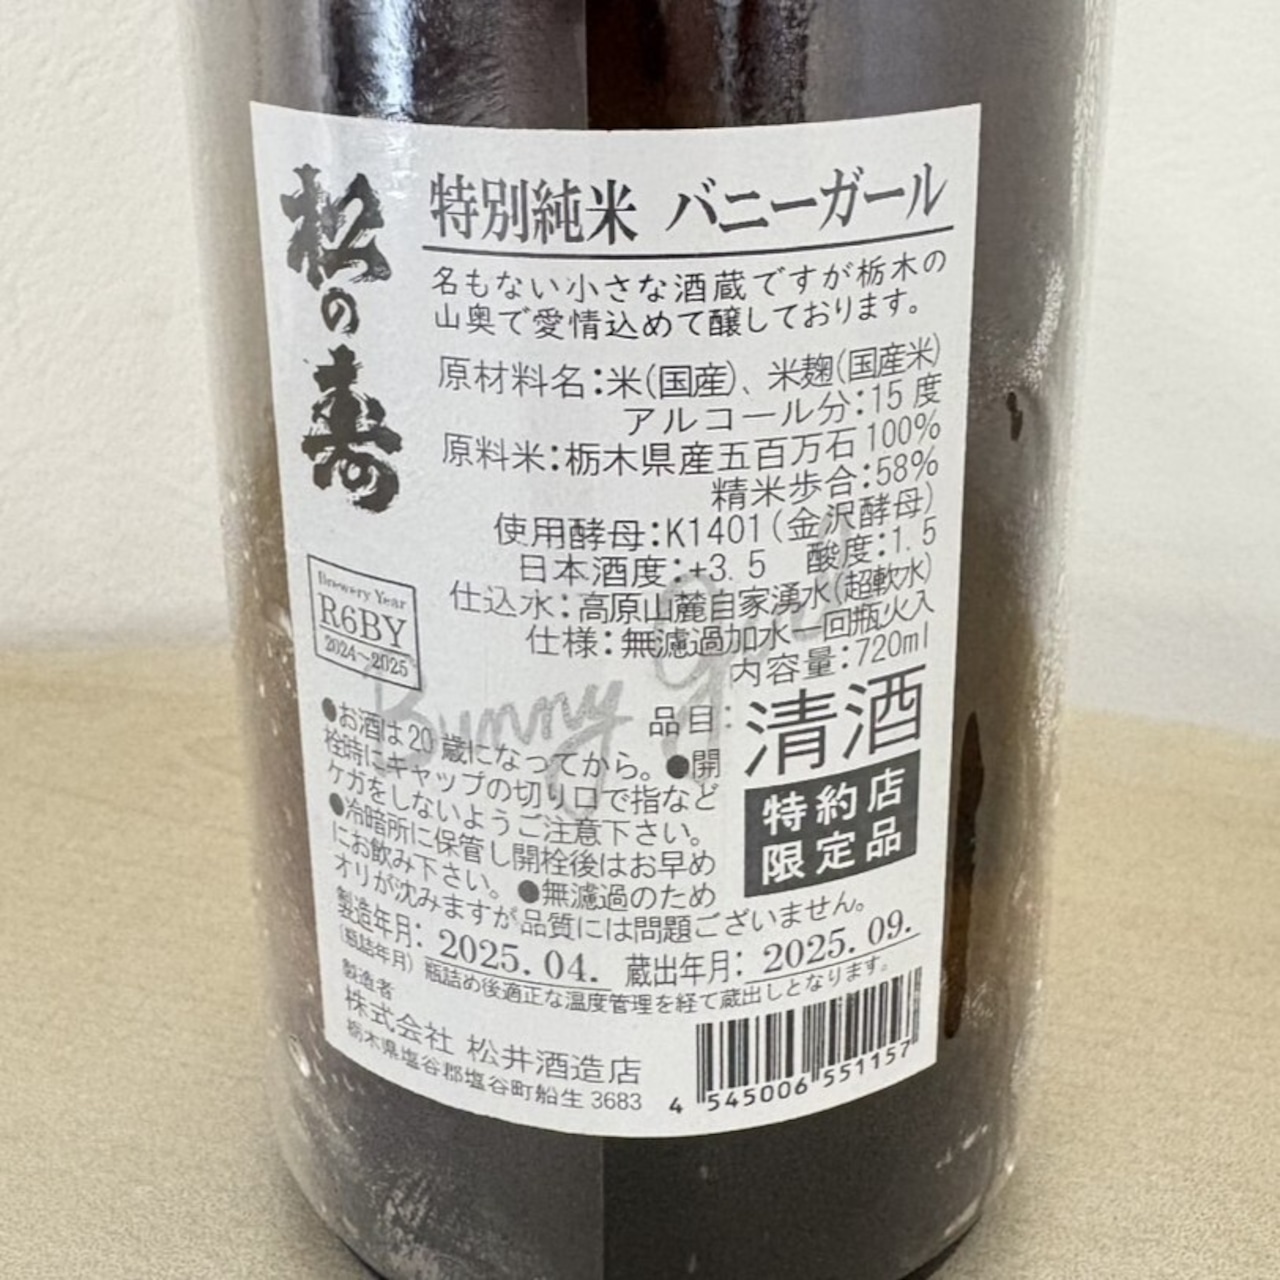 松の寿
特別純米 バニーガール
名もない小さな酒蔵ですが栃木の
山奥で愛情込めて醸しております。
原材料名：米(国産)、米麹(国産米)
アルコール分：15度
原料米：栃木県産五百万石100%
精米歩合：58%
使用酵母：K1401(金沢酵母)
日本酒度：+3.5 酸度：1.5
仕込水：高原山麓自家湧水(超軟水)
仕様：無濾過加水一回瓶火入
内容量：720ml
Brewery Year
R6BY
2024〜2025
Bunny girl
品目：清酒
特約店
限定品
●お酒は20歳になってから。●開
栓時にキャップの切り口で指など
ケガをしないようご注意下さい。
●冷暗所に保管し開栓後はお早め
にお飲み下さい。●無濾過のため
オリが沈みますが品質には問題ございません。
製造年月：2025.04. 蔵出年月：2025.09.
(瓶詰年月) 瓶詰め後適正な温度管理を経て蔵出しとなります。
製造者
株式会社 松井酒造店
栃木県塩谷郡塩谷町船生3683
4 545006 551157